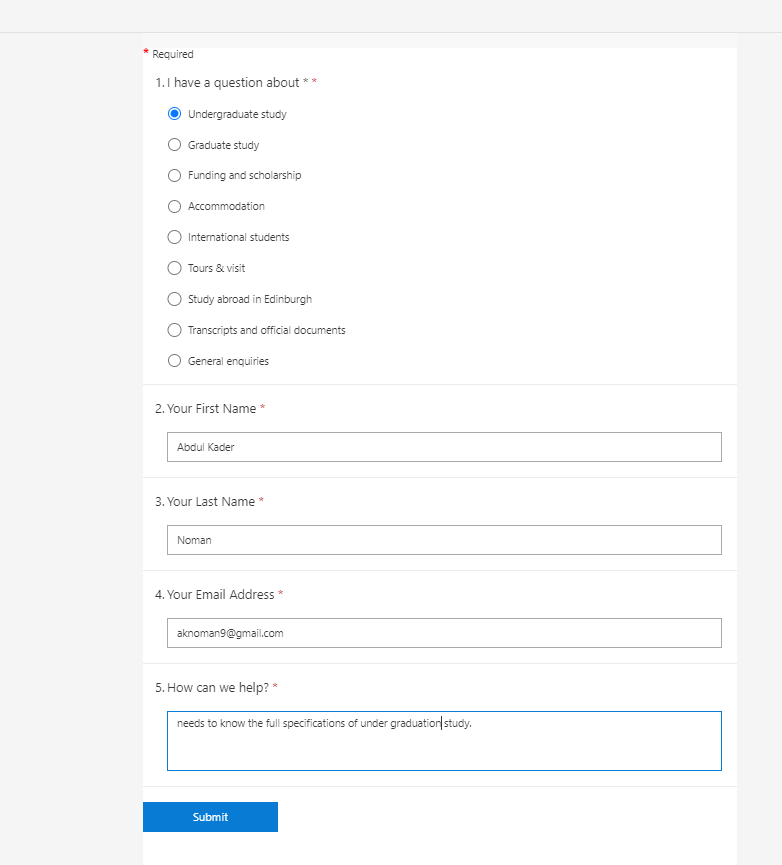 * Required
1. I have a question about * *
Undergraduate study
Graduate study
Funding and scholarship
Accommodation
International students
Tours & visit
Study abroad in Edinburgh
Transcripts and official documents
General enquiries
2. Your First Name *
Abdul Kader
3. Your Last Name *
Noman
4. Your Email Address *
aknoman9@gmail.com
5. How can we help? *
needs to know the full specifications of under graduation study.
Submit